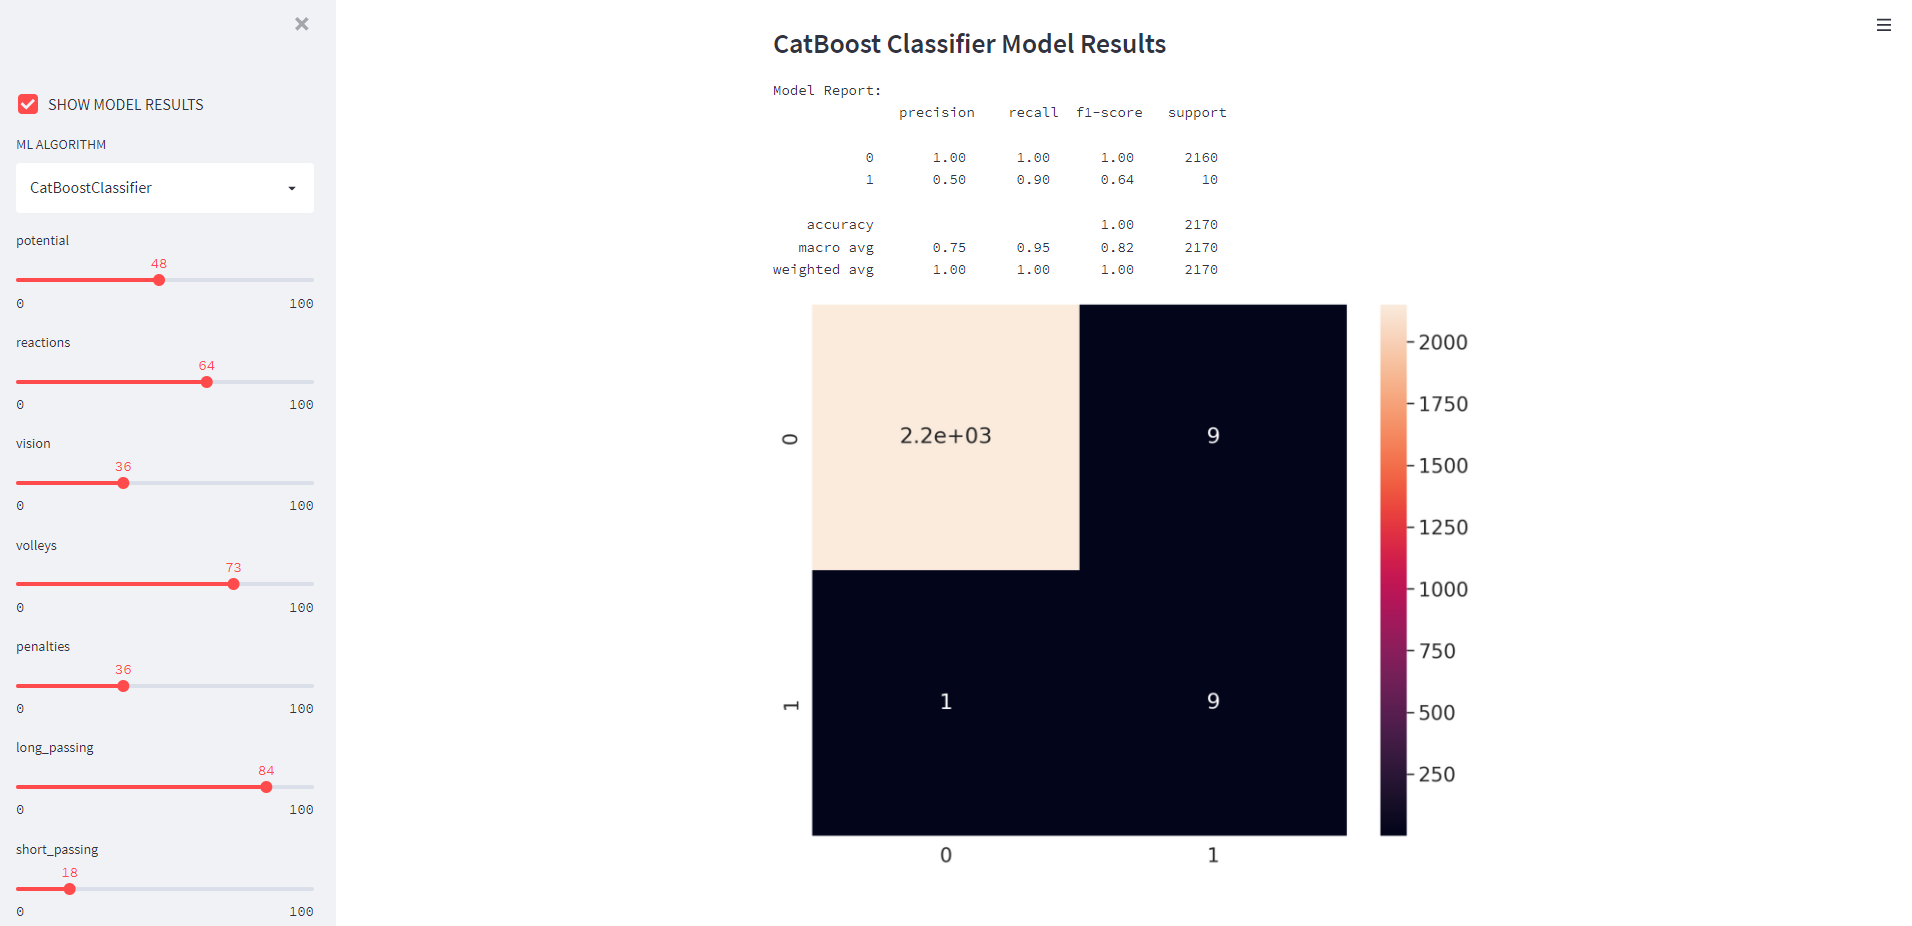 SHOW MODEL RESULTS
ML ALGORITHM
CatBoostClassifier
potential
48
0 100
reactions
64
0 100
vision
36
0 100
volleys
73
0 100
penalties
36
0 100
long_passing
84
0 100
short_passing
18
0 100
CatBoost Classifier Model Results
Model Report:
precision recall f1-score support
0 1.00 1.00 1.00 2160
1 0.50 0.90 0.64 10
accuracy 1.00 2170
macro avg 0.75 0.95 0.82 2170
weighted avg 1.00 1.00 1.00 2170
0 2.2e+03 9
1 1 9
0 1
2000
1750
1500
1250
1000
750
500
250